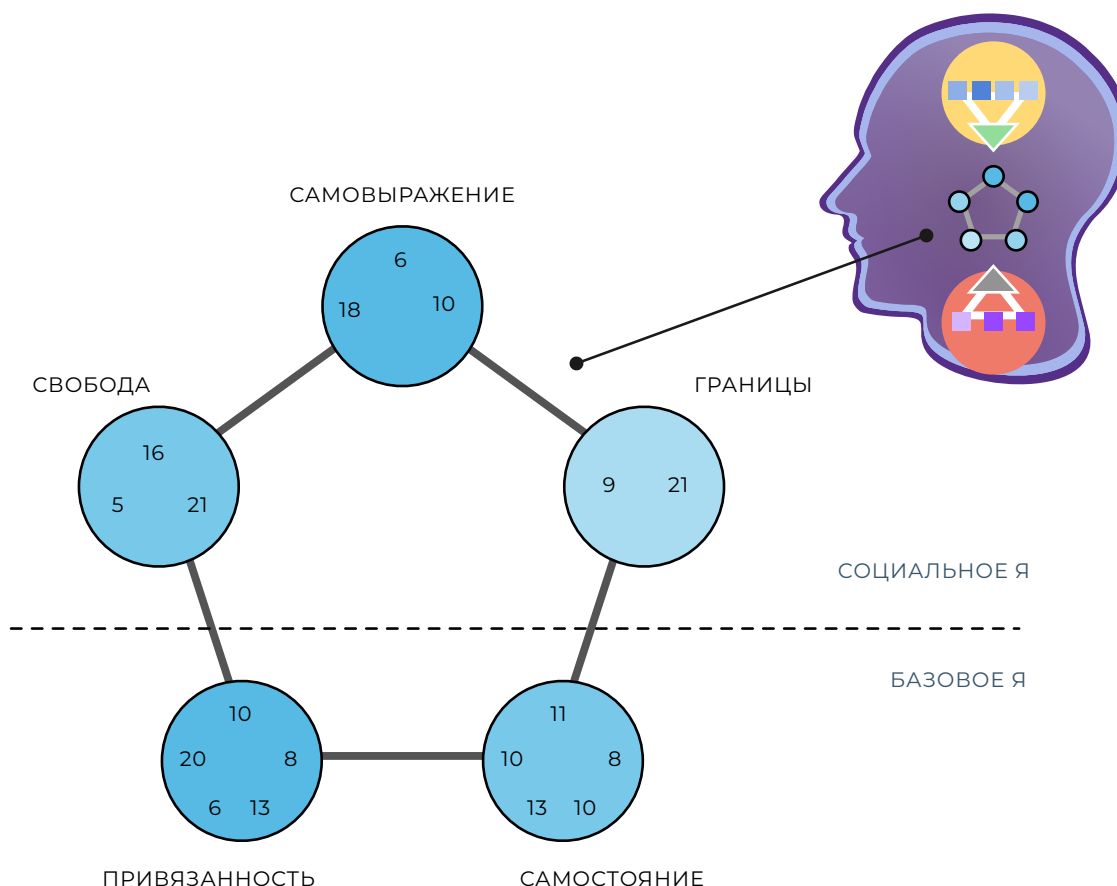 САМОВЫРАЖЕНИЕ
6
18
10
СВОБОДА
ГРАНИЦЫ
16
5
21
9
21
СОЦИАЛЬНОЕ Я
БАЗОВОЕ Я
10
20
8
6
13
11
10
8
13
10
ПРИВЯЗАННОСТЬ
САМОСТОЯНИЕ